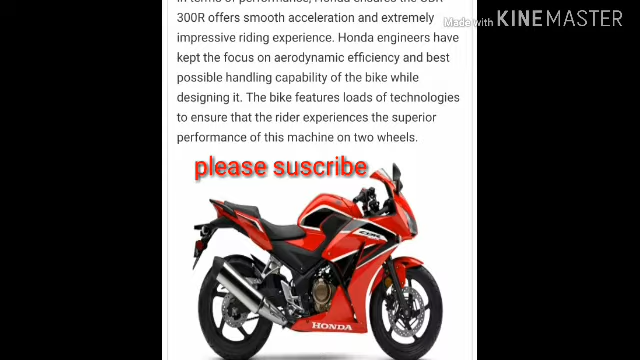 In terms of performance, Honda ensures the CBR
300R offers smooth acceleration and extremely
impressive riding experience. Honda engineers have
kept the focus on aerodynamic efficiency and best
possible handling capability of the bike while
designing it. The bike features loads of technologies
to ensure that the rider experiences the superior
performance of this machine on two wheels.
Made with KINEMASTER
please suscribe
CBR
HONDA